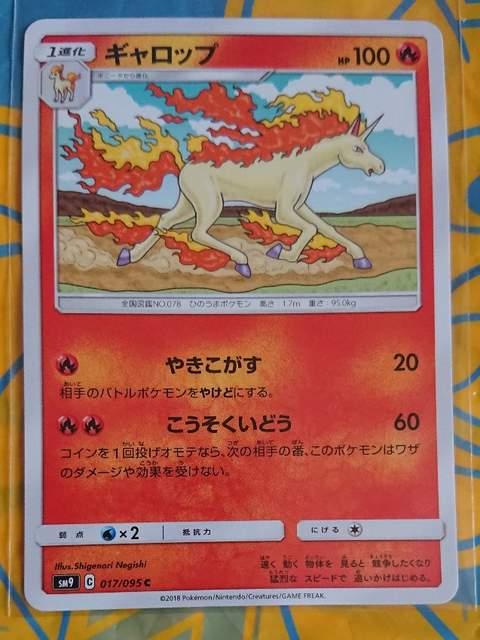 1進化 ギャロップ HP 100
ポニータから進化
全国図鑑NO.078 ひのうまポケモン 高さ:1.7m 重さ:95.0kg
やきこがす 20
相手のバトルポケモンをやけどにする。
こうそくいどう 60
コインを1回投げオモテなら、次の相手の番、このポケモンはワザ
のダメージや効果を受けない。
弱点 ×2 抵抗力 にげる
Illus.Shigenori Negishi
SM9 C 017/095 C
速く 動く 物体を 見ると 競争したくなり
猛烈な スピードで 追いかけはじめる。
©2018 Pokémon/Nintendo/Creatures/GAME FREAK.